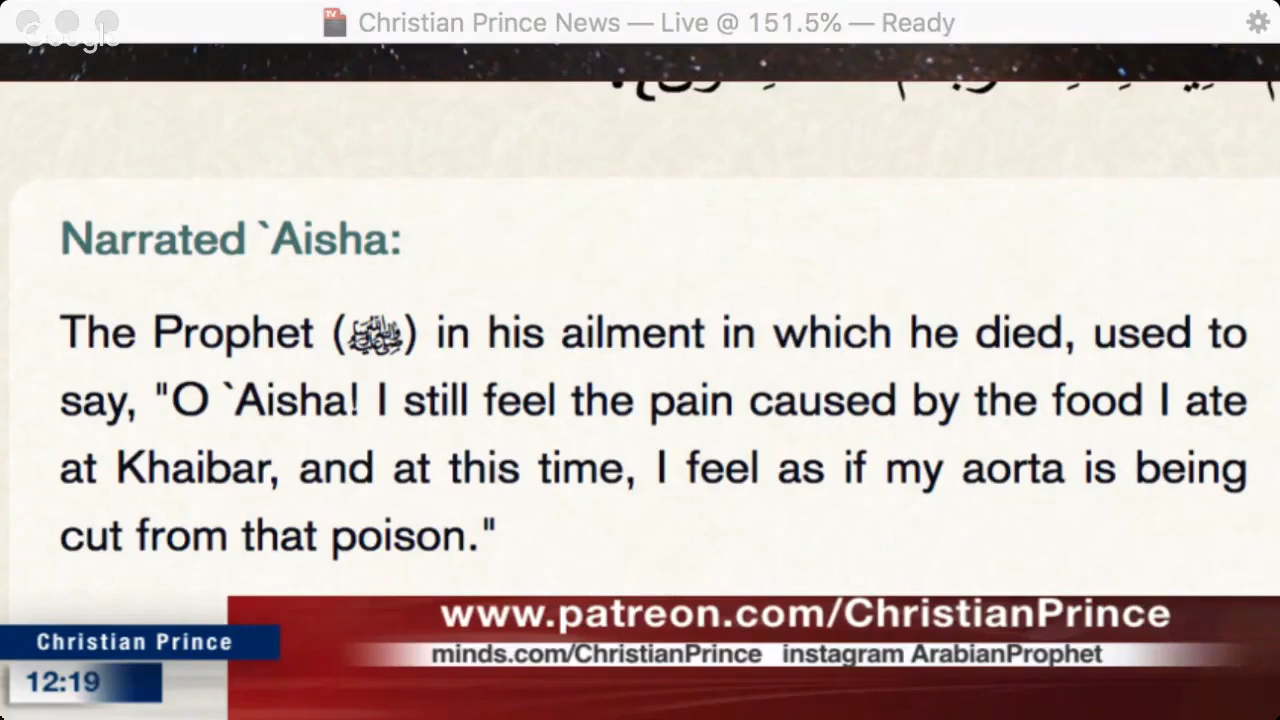 Christian Prince News — Live @ 151.5% — Ready
Google
Narrated `Aisha:
The Prophet (ﷺ) in his ailment in which he died, used to
say, "O `Aisha! I still feel the pain caused by the food I ate
at Khaibar, and at this time, I feel as if my aorta is being
cut from that poison."
www.patreon.com/ChristianPrince
Christian Prince
minds.com/ChristianPrince instagram ArabianProphet
12:19